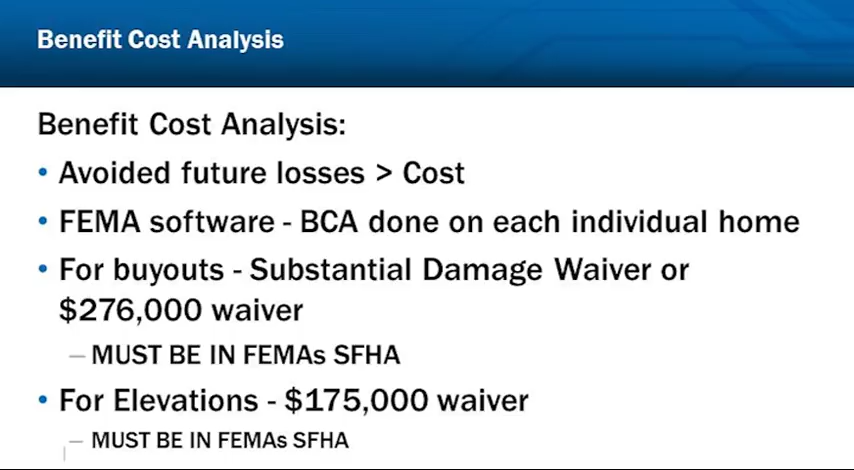 Benefit Cost Analysis
Benefit Cost Analysis:
• Avoided future losses > Cost
• FEMA software - BCA done on each individual home
• For buyouts - Substantial Damage Waiver or
$276,000 waiver
– MUST BE IN FEMAs SFHA
• For Elevations - $175,000 waiver
– MUST BE IN FEMAs SFHA